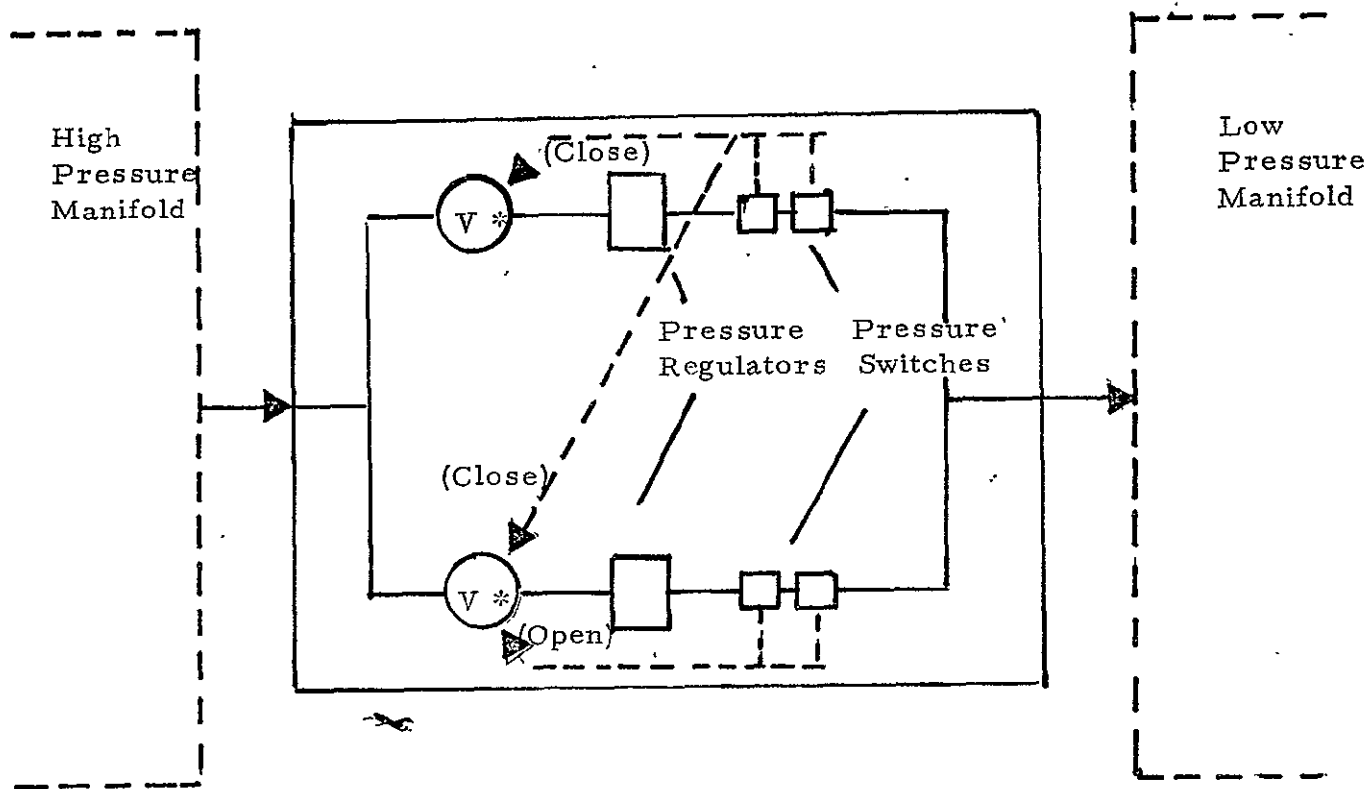 High
Pressure
Manifold
Low
Pressure
Manifold
(Close)
V *
Pressure
Regulators
Pressure
Switches
(Close)
V *
(Open)